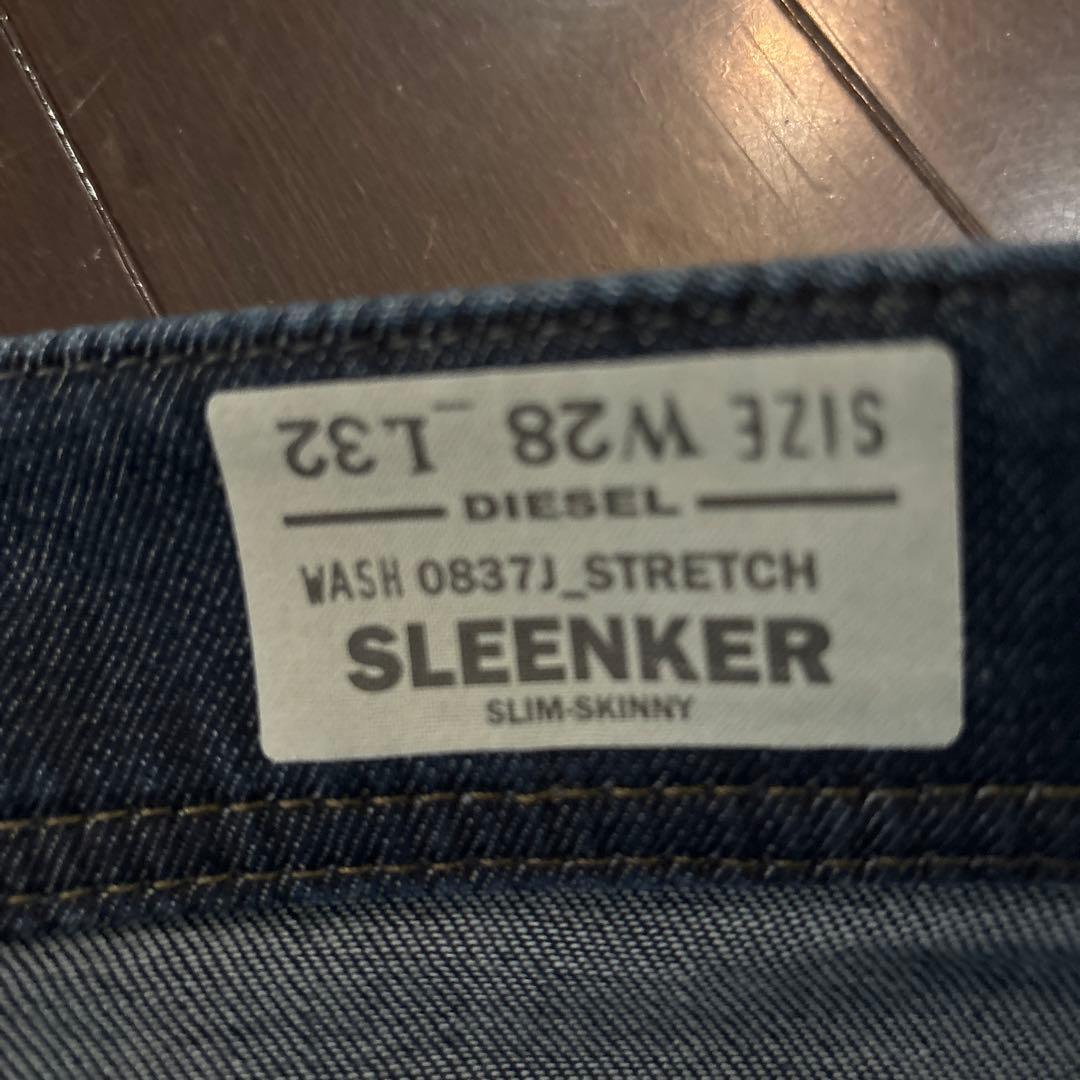 SIZE W28_L32
DIESEL
WASH 0837J_STRETCH
SLEENKER
SLIM-SKINNY